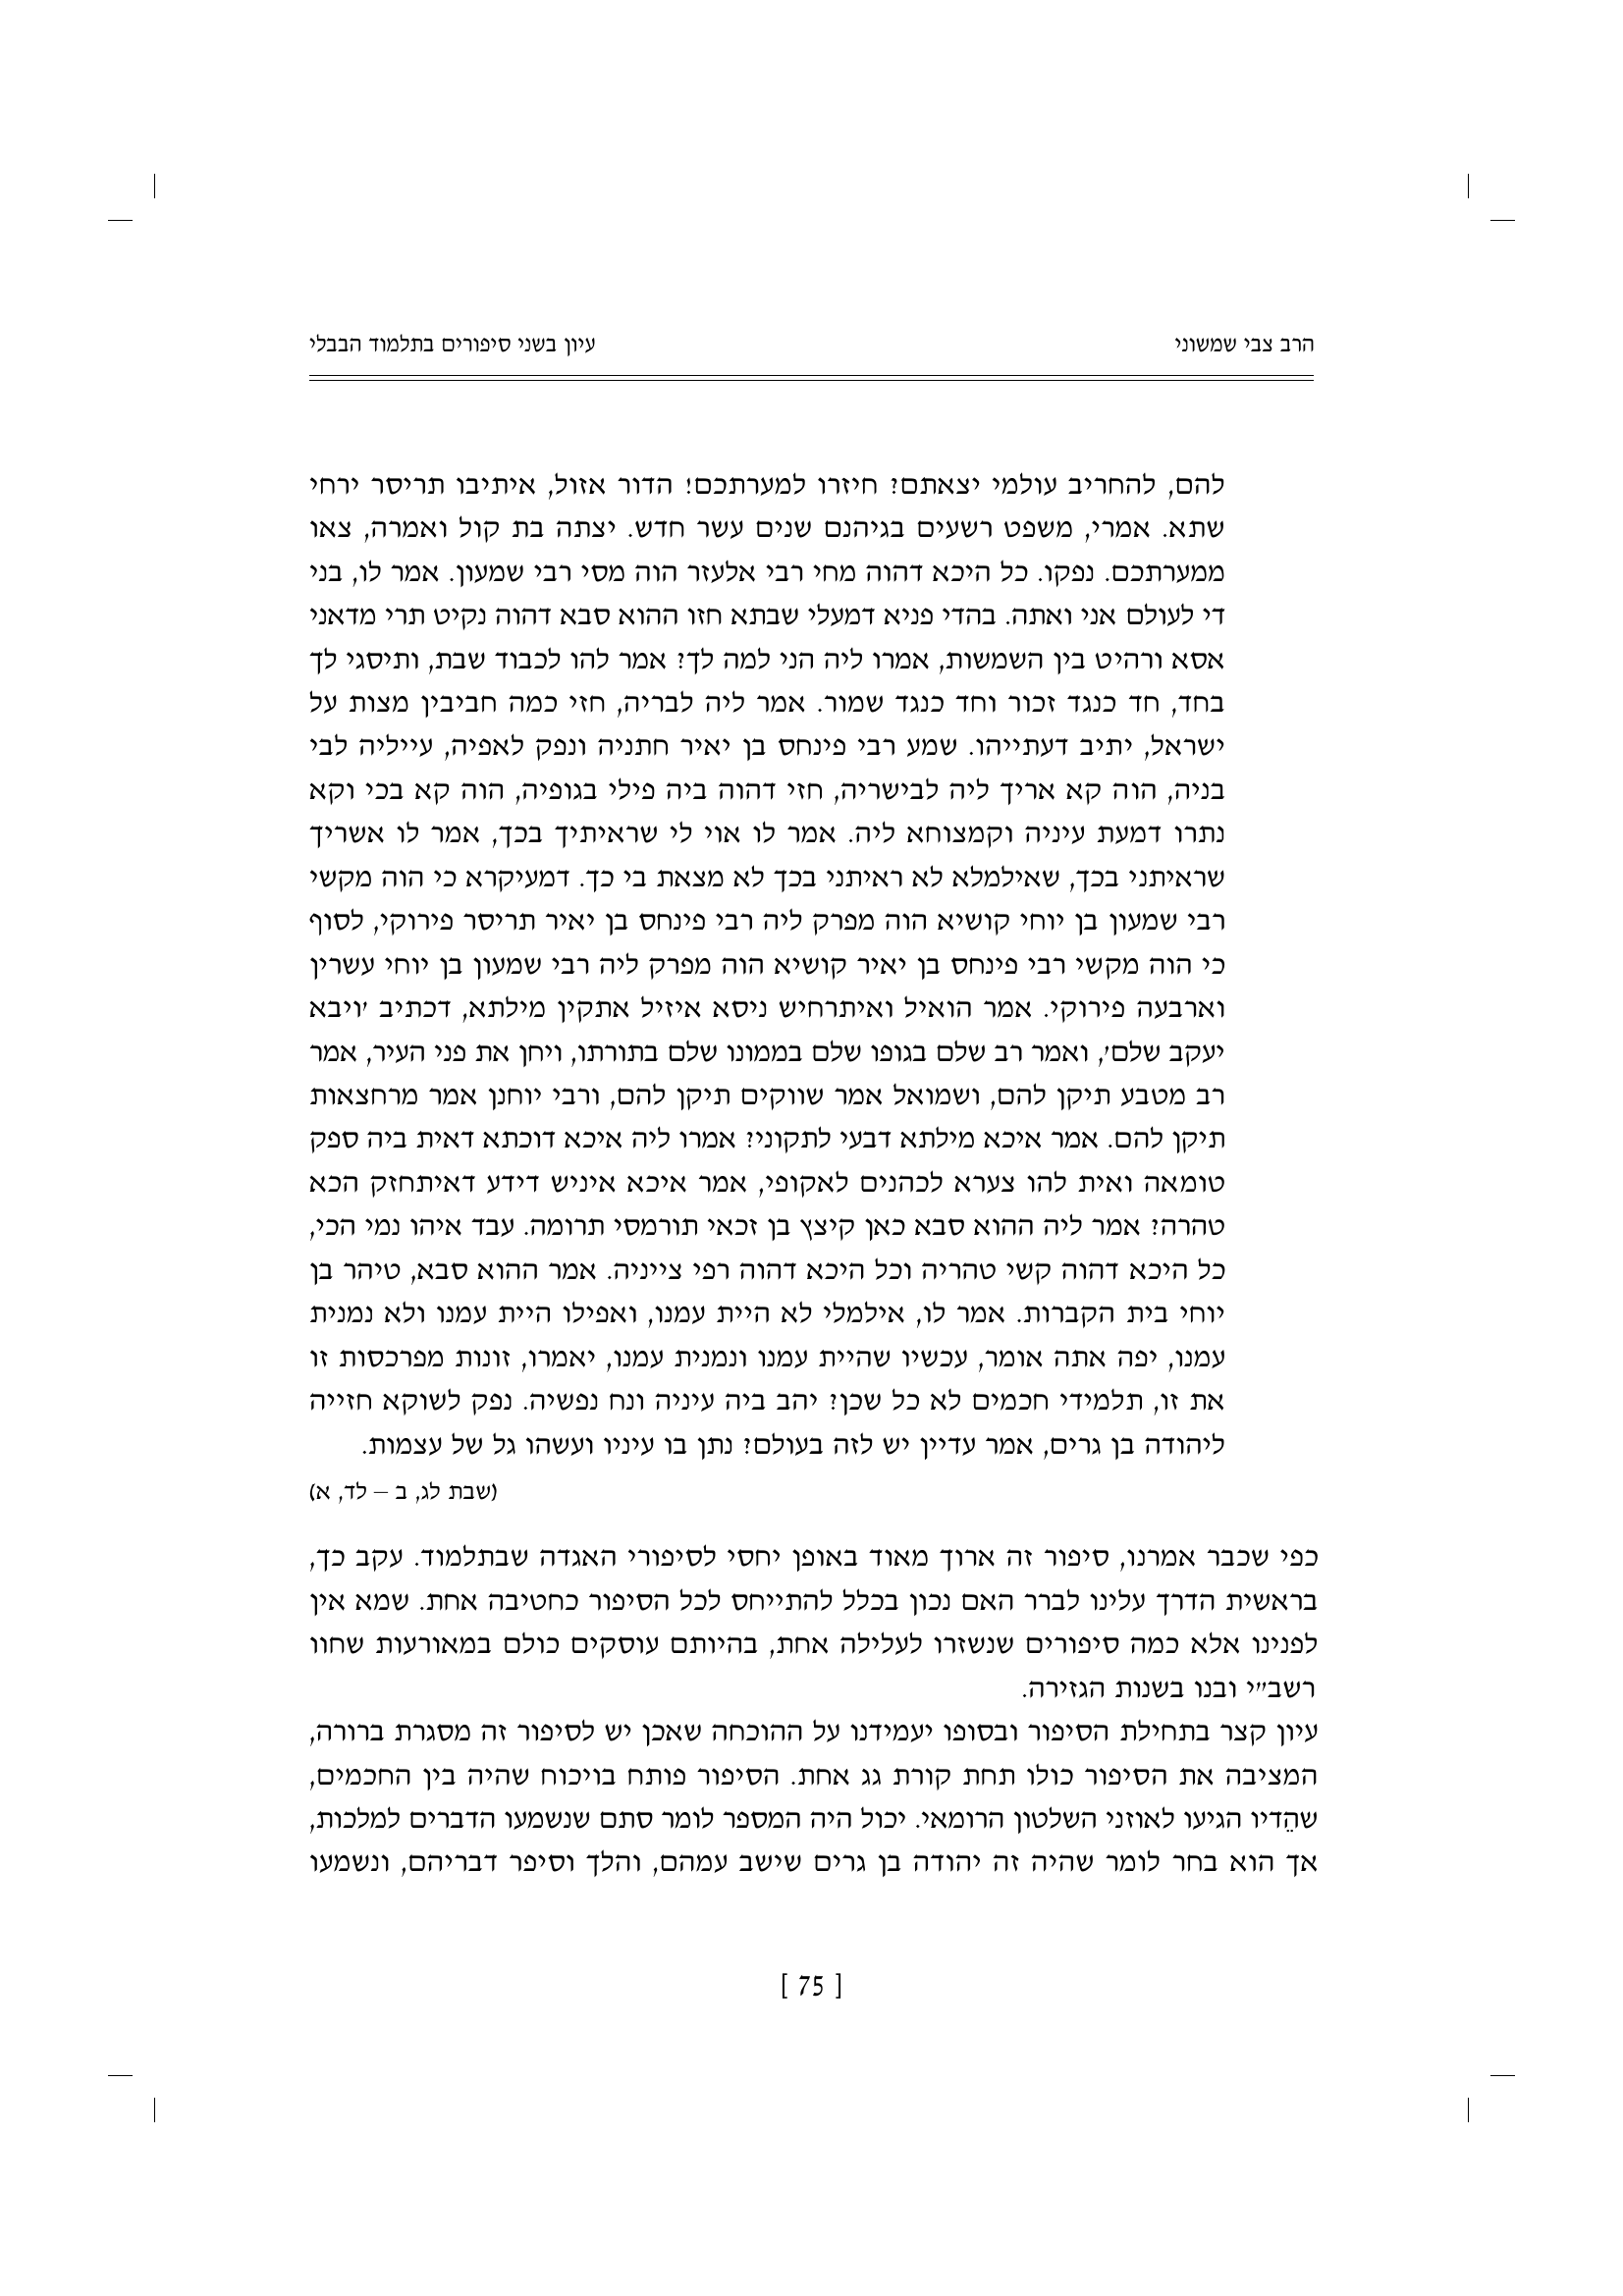 הרב צבי שמשוני
עיון בשני סיפורים בתלמוד הבבלי
להם, להחריב עולמי יצאתם? חיזרו למערתכם! הדור אזול, איתיבו תריסר ירחי
שתא. אמרי, משפט רשעים בגיהנם שנים עשר חדש. יצתה בת קול ואמרה, צאו
ממערתכם. נפקו. כל היכא דהוה מחי רבי אלעזר הוה מסי רבי שמעון. אמר לו, בני
די לעולם אני ואתה. בהדי פניא דמעלי שבתא חזו ההוא סבא דהוה נקיט תרי מדאני
אסא ורהיט בין השמשות, אמרו ליה הני למה לך? אמר להו לכבוד שבת, ותיסגי לך
בחד, חד כנגד זכור וחד כנגד שמור. אמר ליה לבריה, חזי כמה חביבין מצות על
ישראל, יתיב דעתייהו. שמע רבי פינחס בן יאיר חתניה ונפק לאפיה, עייליה לבי
בניה, הוה קא אריך ליה לבישריה, חזי דהוה ביה פילי בגופיה, הוה קא בכי וקא
נתרו דמעת עיניה וקמצוחא ליה. אמר לו אוי לי שראיתיך בכך, אמר לו אשריך
שראיתני בכך, שאילמלא לא ראיתני בכך לא מצאת בי כך. דמעיקרא כי הוה מקשי
רבי שמעון בן יוחי קושיא הוה מפרק ליה רבי פינחס בן יאיר תריסר פירוקי, לסוף
כי הוה מקשי רבי פינחס בן יאיר קושיא הוה מפרק ליה רבי שמעון בן יוחי עשרין
וארבעה פירוקי. אמר הואיל ואיתרחיש ניסא איזיל אתקין מילתא, דכתיב 'ויבא
יעקב שלם', ואמר רב שלם בגופו שלם בממונו שלם בתורתו, ויחן את פני העיר, אמר
רב מטבע תיקן להם, ושמואל אמר שווקים תיקן להם, ורבי יוחנן אמר מרחצאות
תיקן להם. אמר איכא מילתא דבעי לתקוני? אמרו ליה איכא דוכתא דאית ביה ספק
טומאה ואית להו צערא לכהנים לאקופי, אמר איכא איניש דידע דאיתחזק הכא
טהרה? אמר ליה ההוא סבא כאן קיצץ בן זכאי תורמסי תרומה. עבד איהו נמי הכי,
כל היכא דהוה קשי טהריה וכל היכא דהוה רפי צייניה. אמר ההוא סבא, טיהר בן
יוחי בית הקברות. אמר לו, אילמלי לא היית עמנו, ואפילו היית עמנו ולא נמנית
עמנו, יפה אתה אומר, עכשיו שהיית עמנו ונמנית עמנו, יאמרו, זונות מפרכסות זו
את זו, תלמידי חכמים לא כל שכן? יהב ביה עיניה ונח נפשיה. נפק לשוקא חזייה
ליהודה בן גרים, אמר עדיין יש לזה בעולם? נתן בו עיניו ועשהו גל של עצמות.
(שבת לג, ב – לד, א)
כפי שכבר אמרנו, סיפור זה ארוך מאוד באופן יחסי לסיפורי האגדה שבתלמוד. עקב כך,
בראשית הדרך עלינו לברר האם נכון בכלל להתייחס לכל הסיפור כחטיבה אחת. שמא אין
לפנינו אלא כמה סיפורים שנשזרו לעלילה אחת, בהיותם עוסקים כולם במאורעות שחוו
רשב"י ובנו בשנות הגזירה.
עיון קצר בתחילת הסיפור ובסופו יעמידנו על ההוכחה שאכן יש לסיפור זה מסגרת ברורה,
המציבה את הסיפור כולו תחת קורת גג אחת. הסיפור פותח בויכוח שהיה בין החכמים,
שהֵדיו הגיעו לאוזני השלטון הרומאי. יכול היה המספר לומר סתם שנשמעו הדברים למלכות,
אך הוא בחר לומר שהיה זה יהודה בן גרים שישב עמהם, והלך וסיפר דבריהם, ונשמעו
[ 75 ]